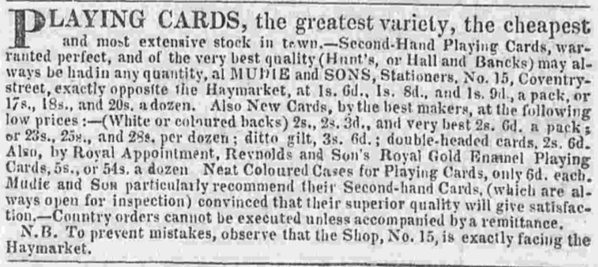 PLAYING CARDS, the greatest variety, the cheapest
and most extensive stock in town.—Second-Hand Playing Cards, war-
ranted perfect, and of the very best quality (Hunt's, or Hall and Bancks) may al-
ways be had in any quantity, at MUDIE and SONS, Stationers, No. 15, Coventry-
street, exactly opposite the Haymarket, at 1s. 6d., 1s. 8d., and 1s. 9d., a pack, or
17s., 18s., and 20s. a dozen. Also New Cards, by the best makers, at the following
low prices:—(White or coloured backs) 2s., 2s. 3d., and very best 2s. 6d. a pack;
or 23s., 25s., and 28s. per dozen; ditto gilt, 3s. 6d.; double-headed cards, 2s. 6d.
Also, by Royal Appointment, Reynolds and Son's Royal Gold Enamel Playing
Cards, 5s., or 54s. a dozen Neat Coloured Cases for Playing Cards, only 6d. each.
Mudie and Son particularly recommend their Second-hand Cards, (which are al-
ways open for inspection) convinced that their superior quality will give satisfac-
tion.—Country orders cannot be executed unless accompanied by a remittance.
N.B. To prevent mistakes, observe that the Shop, No. 15, is exactly facing the
Haymarket.